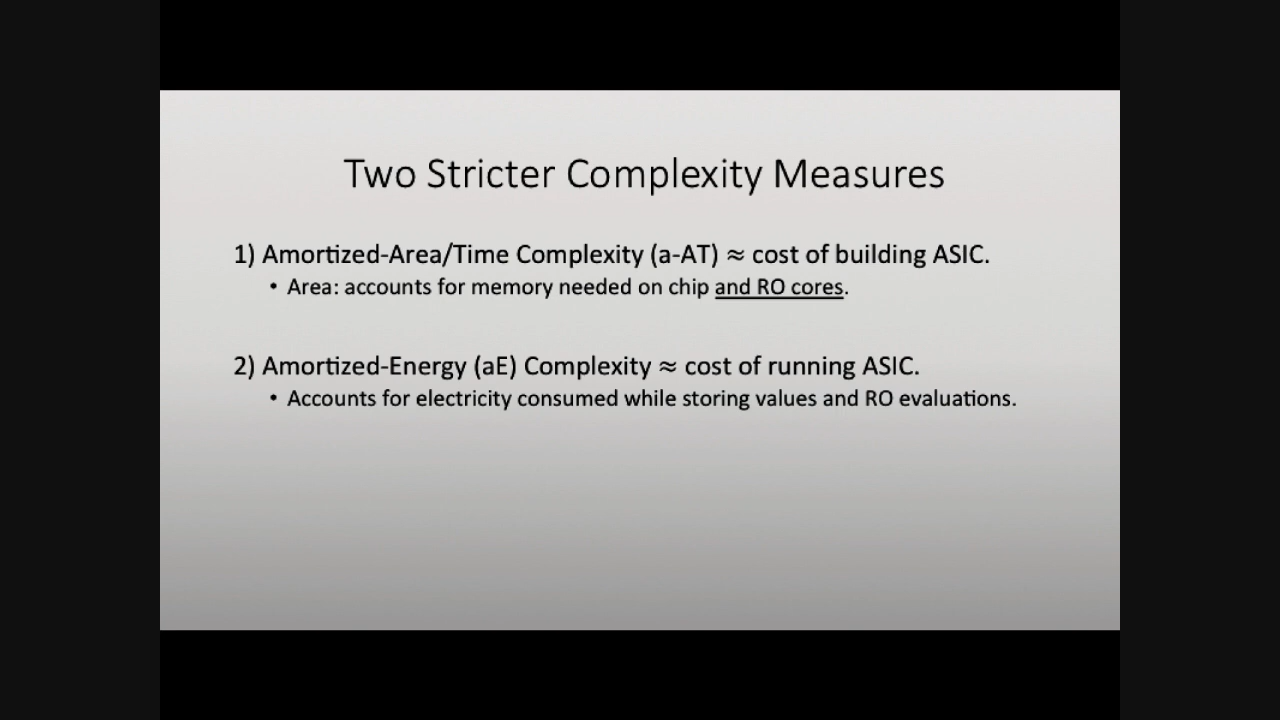 Two Stricter Complexity Measures
1) Amortized-Area/Time Complexity (a-AT) ≈ cost of building ASIC.
• Area: accounts for memory needed on chip and RO cores.
2) Amortized-Energy (aE) Complexity ≈ cost of running ASIC.
• Accounts for electricity consumed while storing values and RO evaluations.